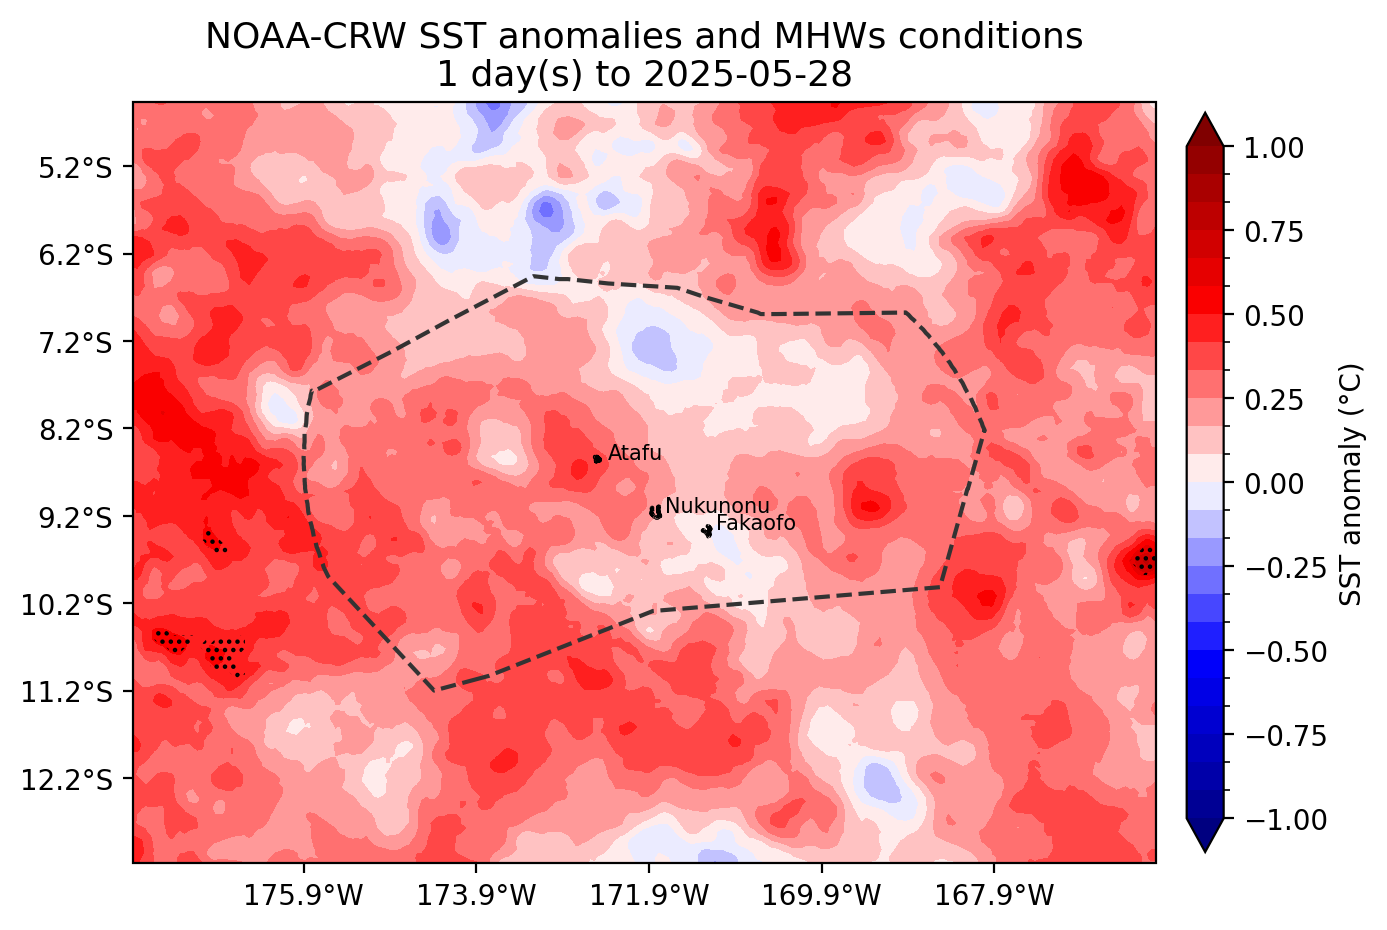 NOAA-CRW SST anomalies and MHWs conditions
1 day(s) to 2025-05-28
5.2°S
6.2°S
7.2°S
8.2°S
9.2°S
10.2°S
11.2°S
12.2°S
Atafu
Nukunonu
Fakaofo
175.9°W
173.9°W
171.9°W
169.9°W
167.9°W
1.00
0.75
0.50
0.25
0.00
−0.25
−0.50
−0.75
−1.00
SST anomaly (°C)